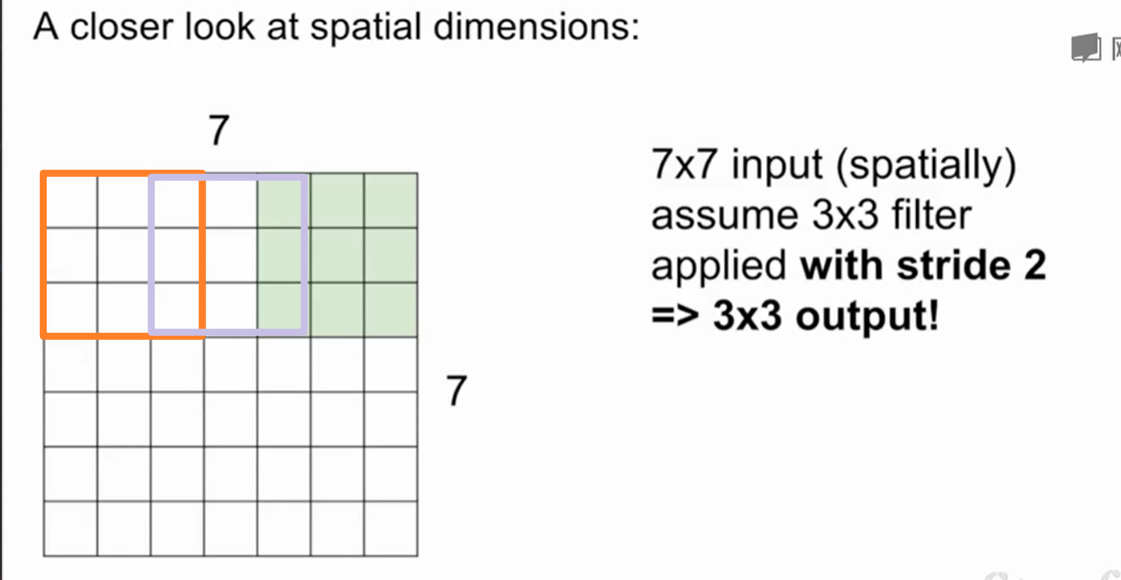 A closer look at spatial dimensions:
7
7x7 input (spatially)
assume 3x3 filter
applied with stride 2
=> 3x3 output!
7